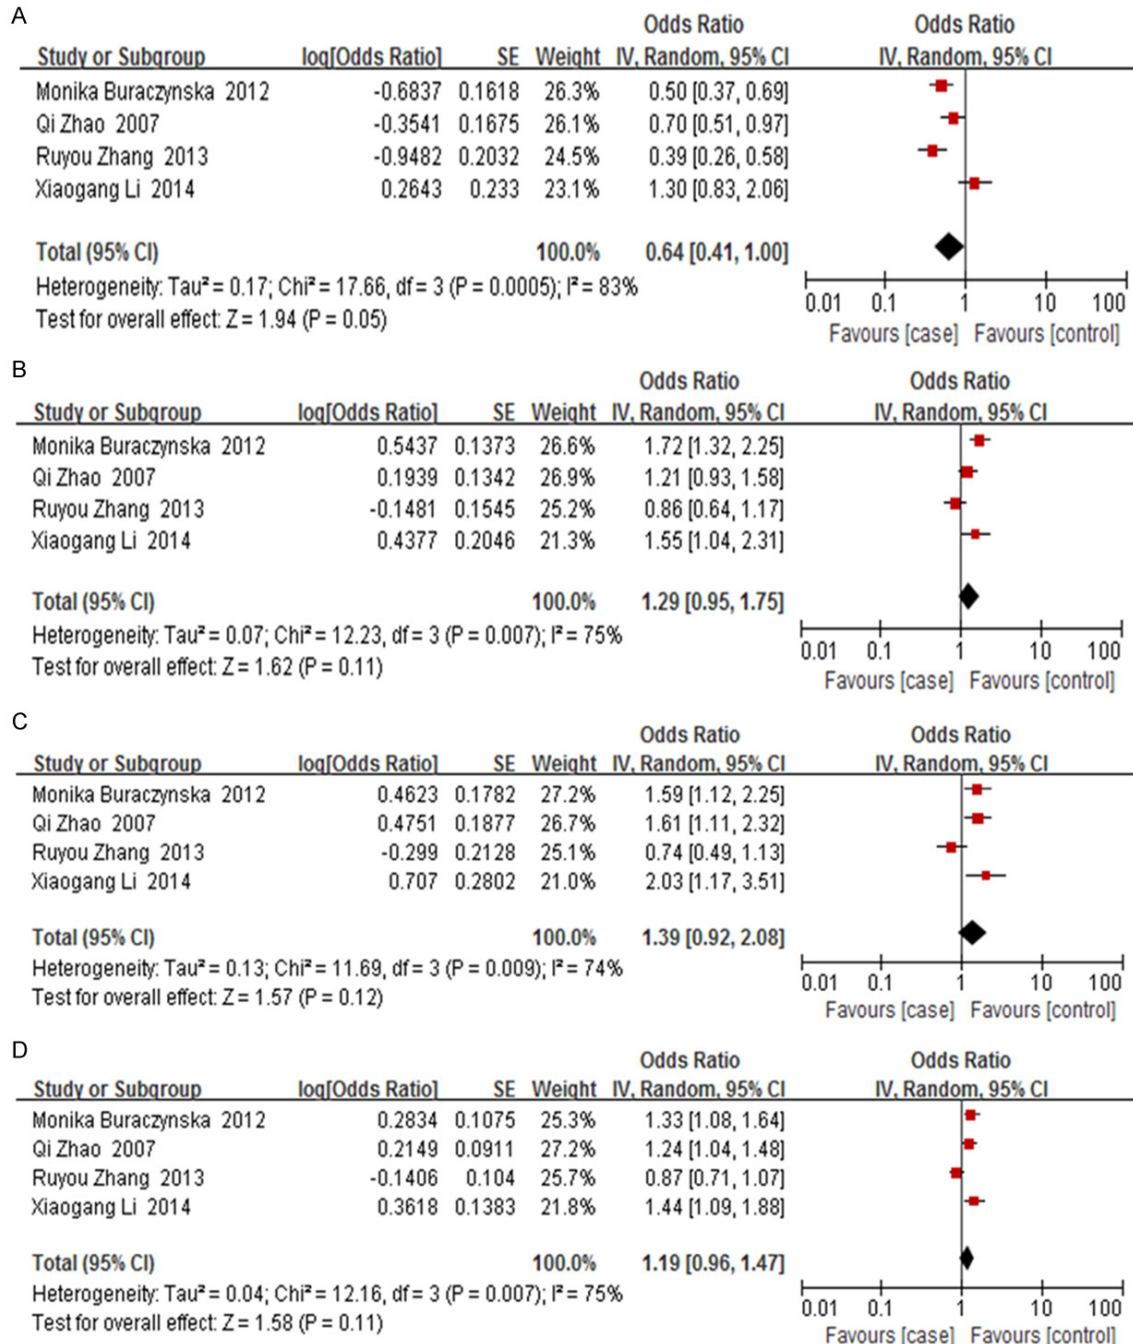 A
Odds Ratio Odds Ratio
Study or Subgroup log[Odds Ratio] SE Weight IV, Random, 95% CI IV, Random, 95% CI
Monika Buraczynska 2012 -0.6837 0.1618 26.3% 0.50 [0.37, 0.69]
Qi Zhao 2007 -0.3541 0.1675 26.1% 0.70 [0.51, 0.97]
Ruyou Zhang 2013 -0.9482 0.2032 24.5% 0.39 [0.26, 0.58]
Xiaogang Li 2014 0.2643 0.233 23.1% 1.30 [0.83, 2.06]
Total (95% CI) 100.0% 0.64 [0.41, 1.00]
Heterogeneity: Tau² = 0.17; Chi² = 17.66, df = 3 (P = 0.0005); I² = 83%
Test for overall effect: Z = 1.94 (P = 0.05)
0.01 0.1 1 10 100
Favours [case] Favours [control]
B
Odds Ratio Odds Ratio
Study or Subgroup log[Odds Ratio] SE Weight IV, Random, 95% CI IV, Random, 95% CI
Monika Buraczynska 2012 0.5437 0.1373 26.6% 1.72 [1.32, 2.25]
Qi Zhao 2007 0.1939 0.1342 26.9% 1.21 [0.93, 1.58]
Ruyou Zhang 2013 -0.1481 0.1545 25.2% 0.86 [0.64, 1.17]
Xiaogang Li 2014 0.4377 0.2046 21.3% 1.55 [1.04, 2.31]
Total (95% CI) 100.0% 1.29 [0.95, 1.75]
Heterogeneity: Tau² = 0.07; Chi² = 12.23, df = 3 (P = 0.007); I² = 75%
Test for overall effect: Z = 1.62 (P = 0.11)
0.01 0.1 1 10 100
Favours [case] Favours [control]
C
Odds Ratio Odds Ratio
Study or Subgroup log[Odds Ratio] SE Weight IV, Random, 95% CI IV, Random, 95% CI
Monika Buraczynska 2012 0.4623 0.1782 27.2% 1.59 [1.12, 2.25]
Qi Zhao 2007 0.4751 0.1877 26.7% 1.61 [1.11, 2.32]
Ruyou Zhang 2013 -0.299 0.2128 25.1% 0.74 [0.49, 1.13]
Xiaogang Li 2014 0.707 0.2802 21.0% 2.03 [1.17, 3.51]
Total (95% CI) 100.0% 1.39 [0.92, 2.08]
Heterogeneity: Tau² = 0.13; Chi² = 11.69, df = 3 (P = 0.009); I² = 74%
Test for overall effect: Z = 1.57 (P = 0.12)
0.01 0.1 1 10 100
Favours [case] Favours [control]
D
Odds Ratio Odds Ratio
Study or Subgroup log[Odds Ratio] SE Weight IV, Random, 95% CI IV, Random, 95% CI
Monika Buraczynska 2012 0.2834 0.1075 25.3% 1.33 [1.08, 1.64]
Qi Zhao 2007 0.2149 0.0911 27.2% 1.24 [1.04, 1.48]
Ruyou Zhang 2013 -0.1406 0.104 25.7% 0.87 [0.71, 1.07]
Xiaogang Li 2014 0.3618 0.1383 21.8% 1.44 [1.09, 1.88]
Total (95% CI) 100.0% 1.19 [0.96, 1.47]
Heterogeneity: Tau² = 0.04; Chi² = 12.16, df = 3 (P = 0.007); I² = 75%
Test for overall effect: Z = 1.58 (P = 0.11)
0.01 0.1 1 10 100
Favours [case] Favours [control]